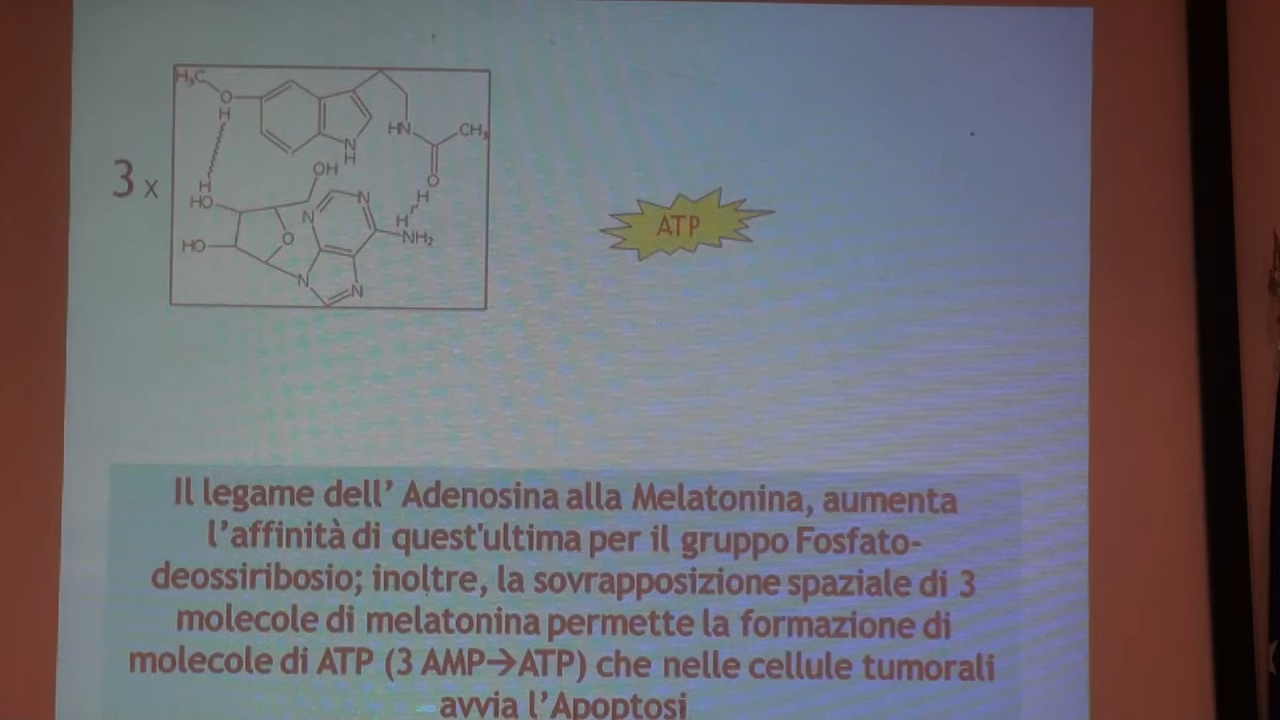 H₃C
O
H
HN
CH₃
N
H
O
3 x
OH
H
H
HO
N
N
H
NH₂
HO
O
N
N
ATP
Il legame dell' Adenosina alla Melatonina, aumenta
l'affinità di quest'ultima per il gruppo Fosfato-
deossiribosio; inoltre, la sovrapposizione spaziale di 3
molecole di melatonina permette la formazione di
molecole di ATP (3 AMP→ATP) che nelle cellule tumorali
avvia l'Apoptosi